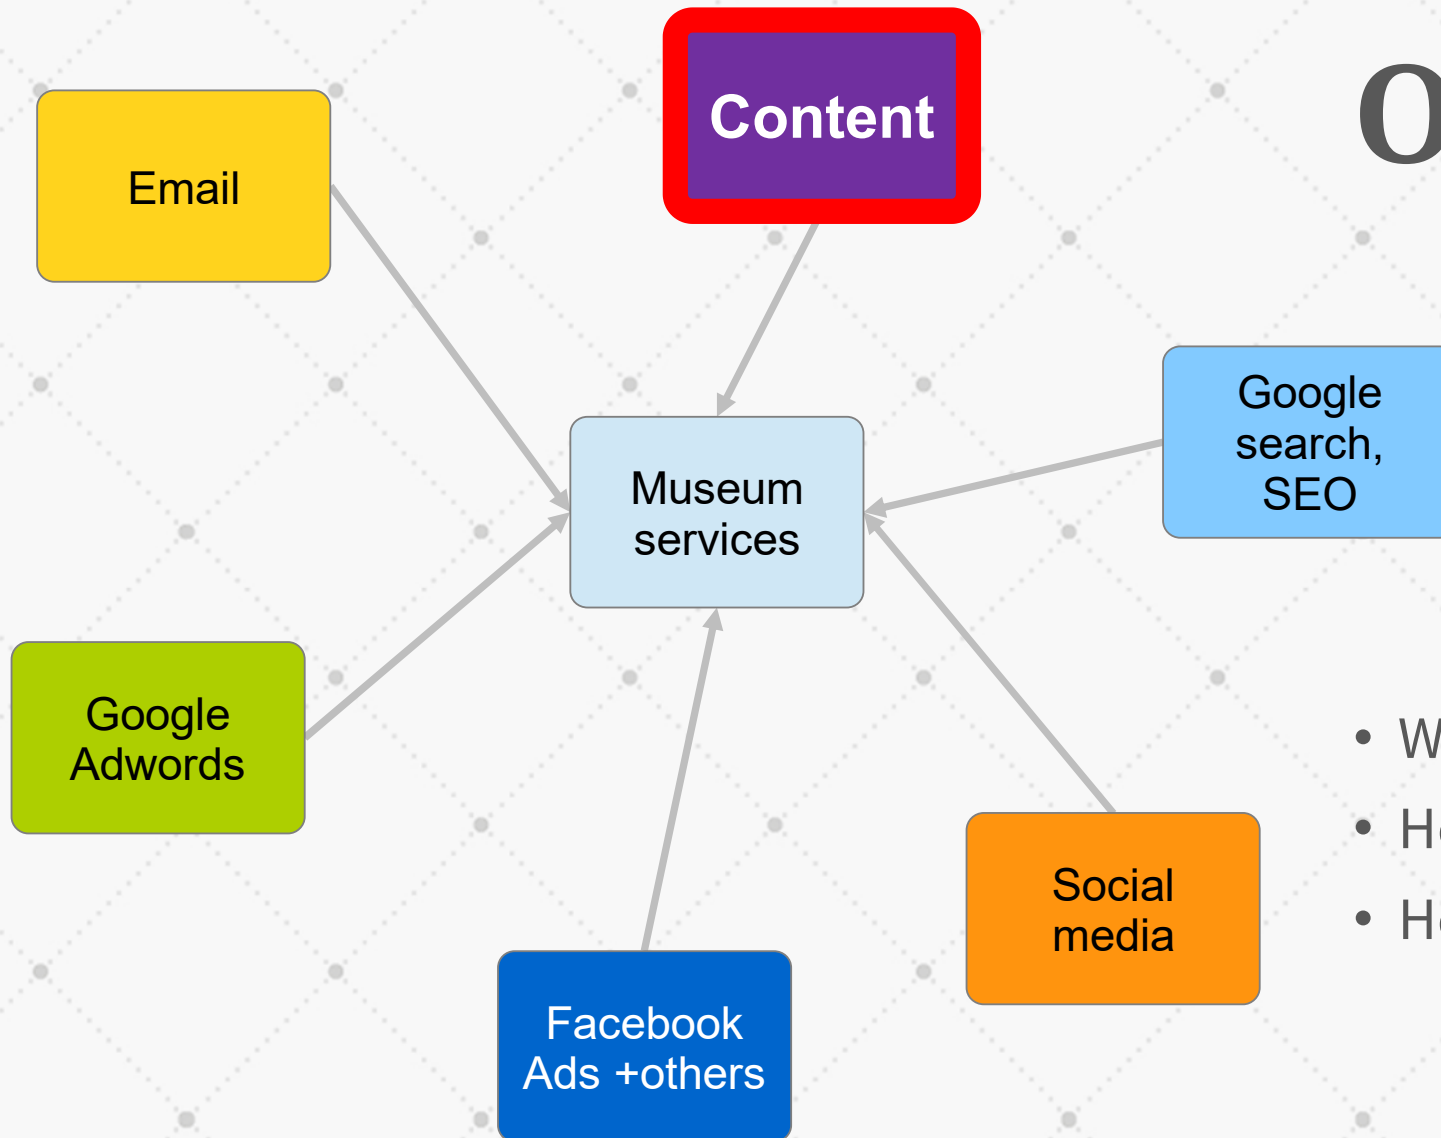 Content
Email
Google
search,
SEO
Museum
services
Google
Adwords
Social
media
Facebook
Ads +others